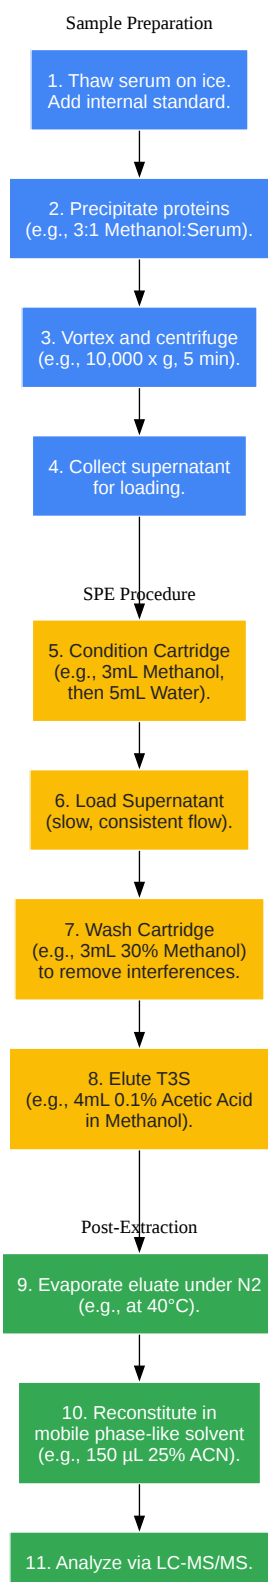 Sample Preparation
1. Thaw serum on ice.
Add internal standard.
2. Precipitate proteins
(e.g., 3:1 Methanol:Serum).
3. Vortex and centrifuge
(e.g., 10,000 x g, 5 min).
4. Collect supernatant
for loading.
SPE Procedure
5. Condition Cartridge
(e.g., 3mL Methanol,
then 5mL Water).
6. Load Supernatant
(slow, consistent flow).
7. Wash Cartridge
(e.g., 3mL 30% Methanol)
to remove interferences.
8. Elute T3S
(e.g., 4mL 0.1% Acetic Acid
in Methanol).
Post-Extraction
9. Evaporate eluate under N2
(e.g., at 40°C).
10. Reconstitute in
mobile phase-like solvent
(e.g., 150 µL 25% ACN).
11. Analyze via LC-MS/MS.